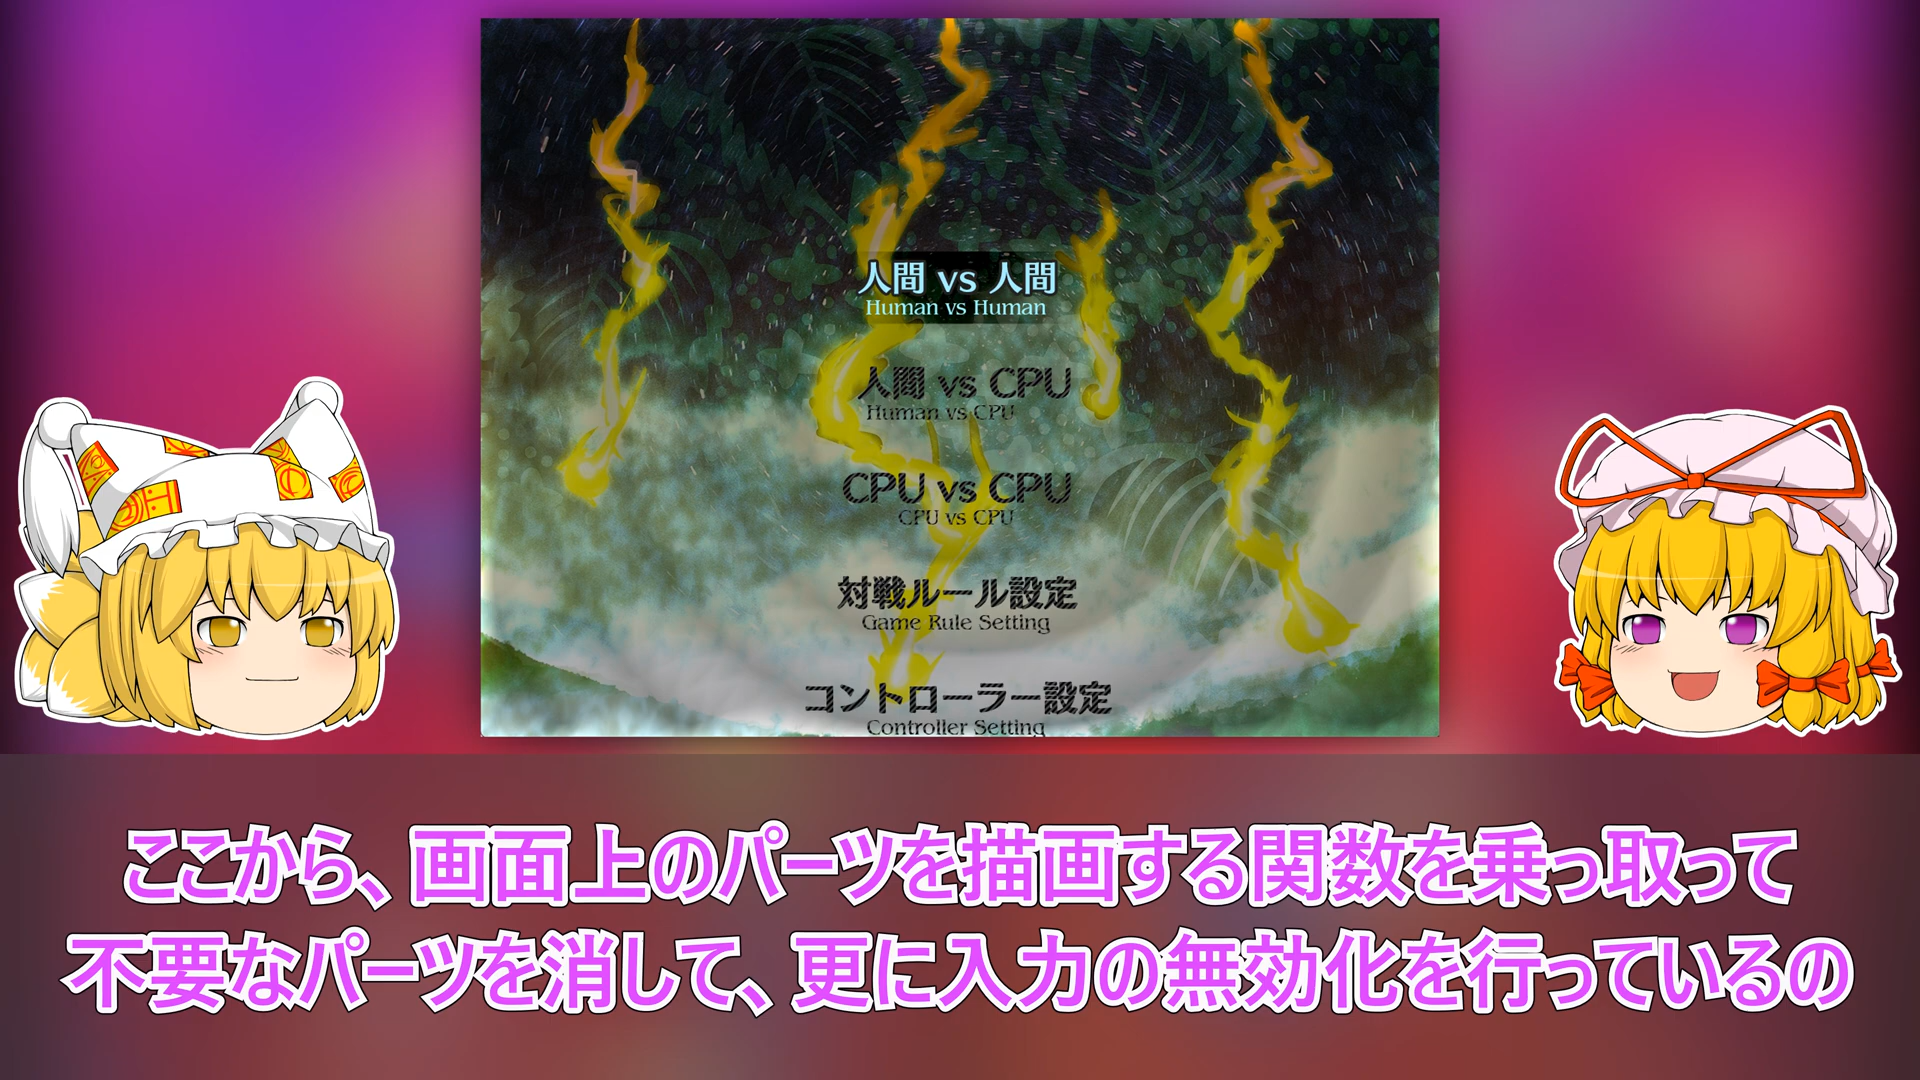 人間 vs 人間
Human vs Human
人間 vs CPU
Human vs CPU
CPU vs CPU
CPU vs CPU
対戦ルール設定
Game Rule Setting
コントローラー設定
Controller Setting
ここから、画面上のパーツを描画する関数を乗っ取って
不要なパーツを消して、更に入力の無効化を行っているの